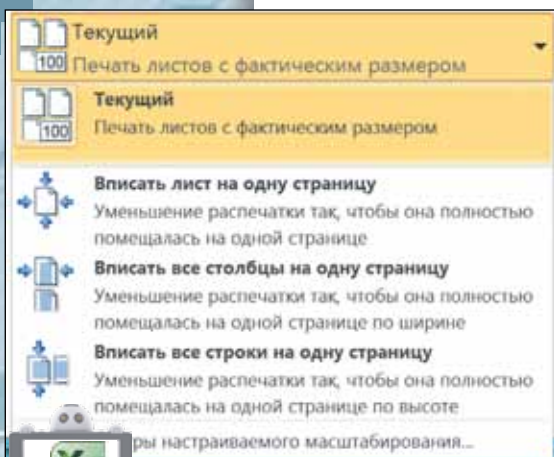 Текущий
100 Печать листов с фактическим размером
Текущий
100 Печать листов с фактическим размером
Вписать лист на одну страницу
Уменьшение распечатки так, чтобы она полностью
помещалась на одной странице
Вписать все столбцы на одну страницу
Уменьшение распечатки так, чтобы она полностью
помещалась на одной странице по ширине
Вписать все строки на одну страницу
Уменьшение распечатки так, чтобы она полностью
помещалась на одной странице по высоте
ры настраиваемого масштабирования...